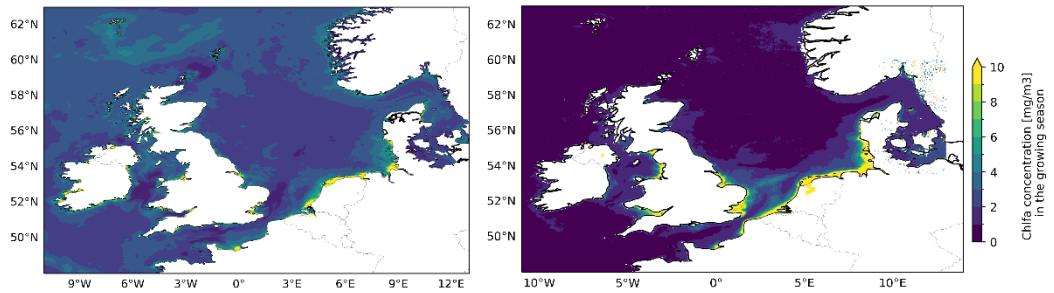 62°N
60°N
58°N
56°N
54°N
52°N
50°N
9°W 6°W 3°W 0° 3°E 6°E 9°E 12°E
62°N
60°N
58°N
56°N
54°N
52°N
50°N
10°W 5°W 0° 5°E 10°E
10
8
6
4
2
0
Chlfa concentration [mg/m3]
in the growing season